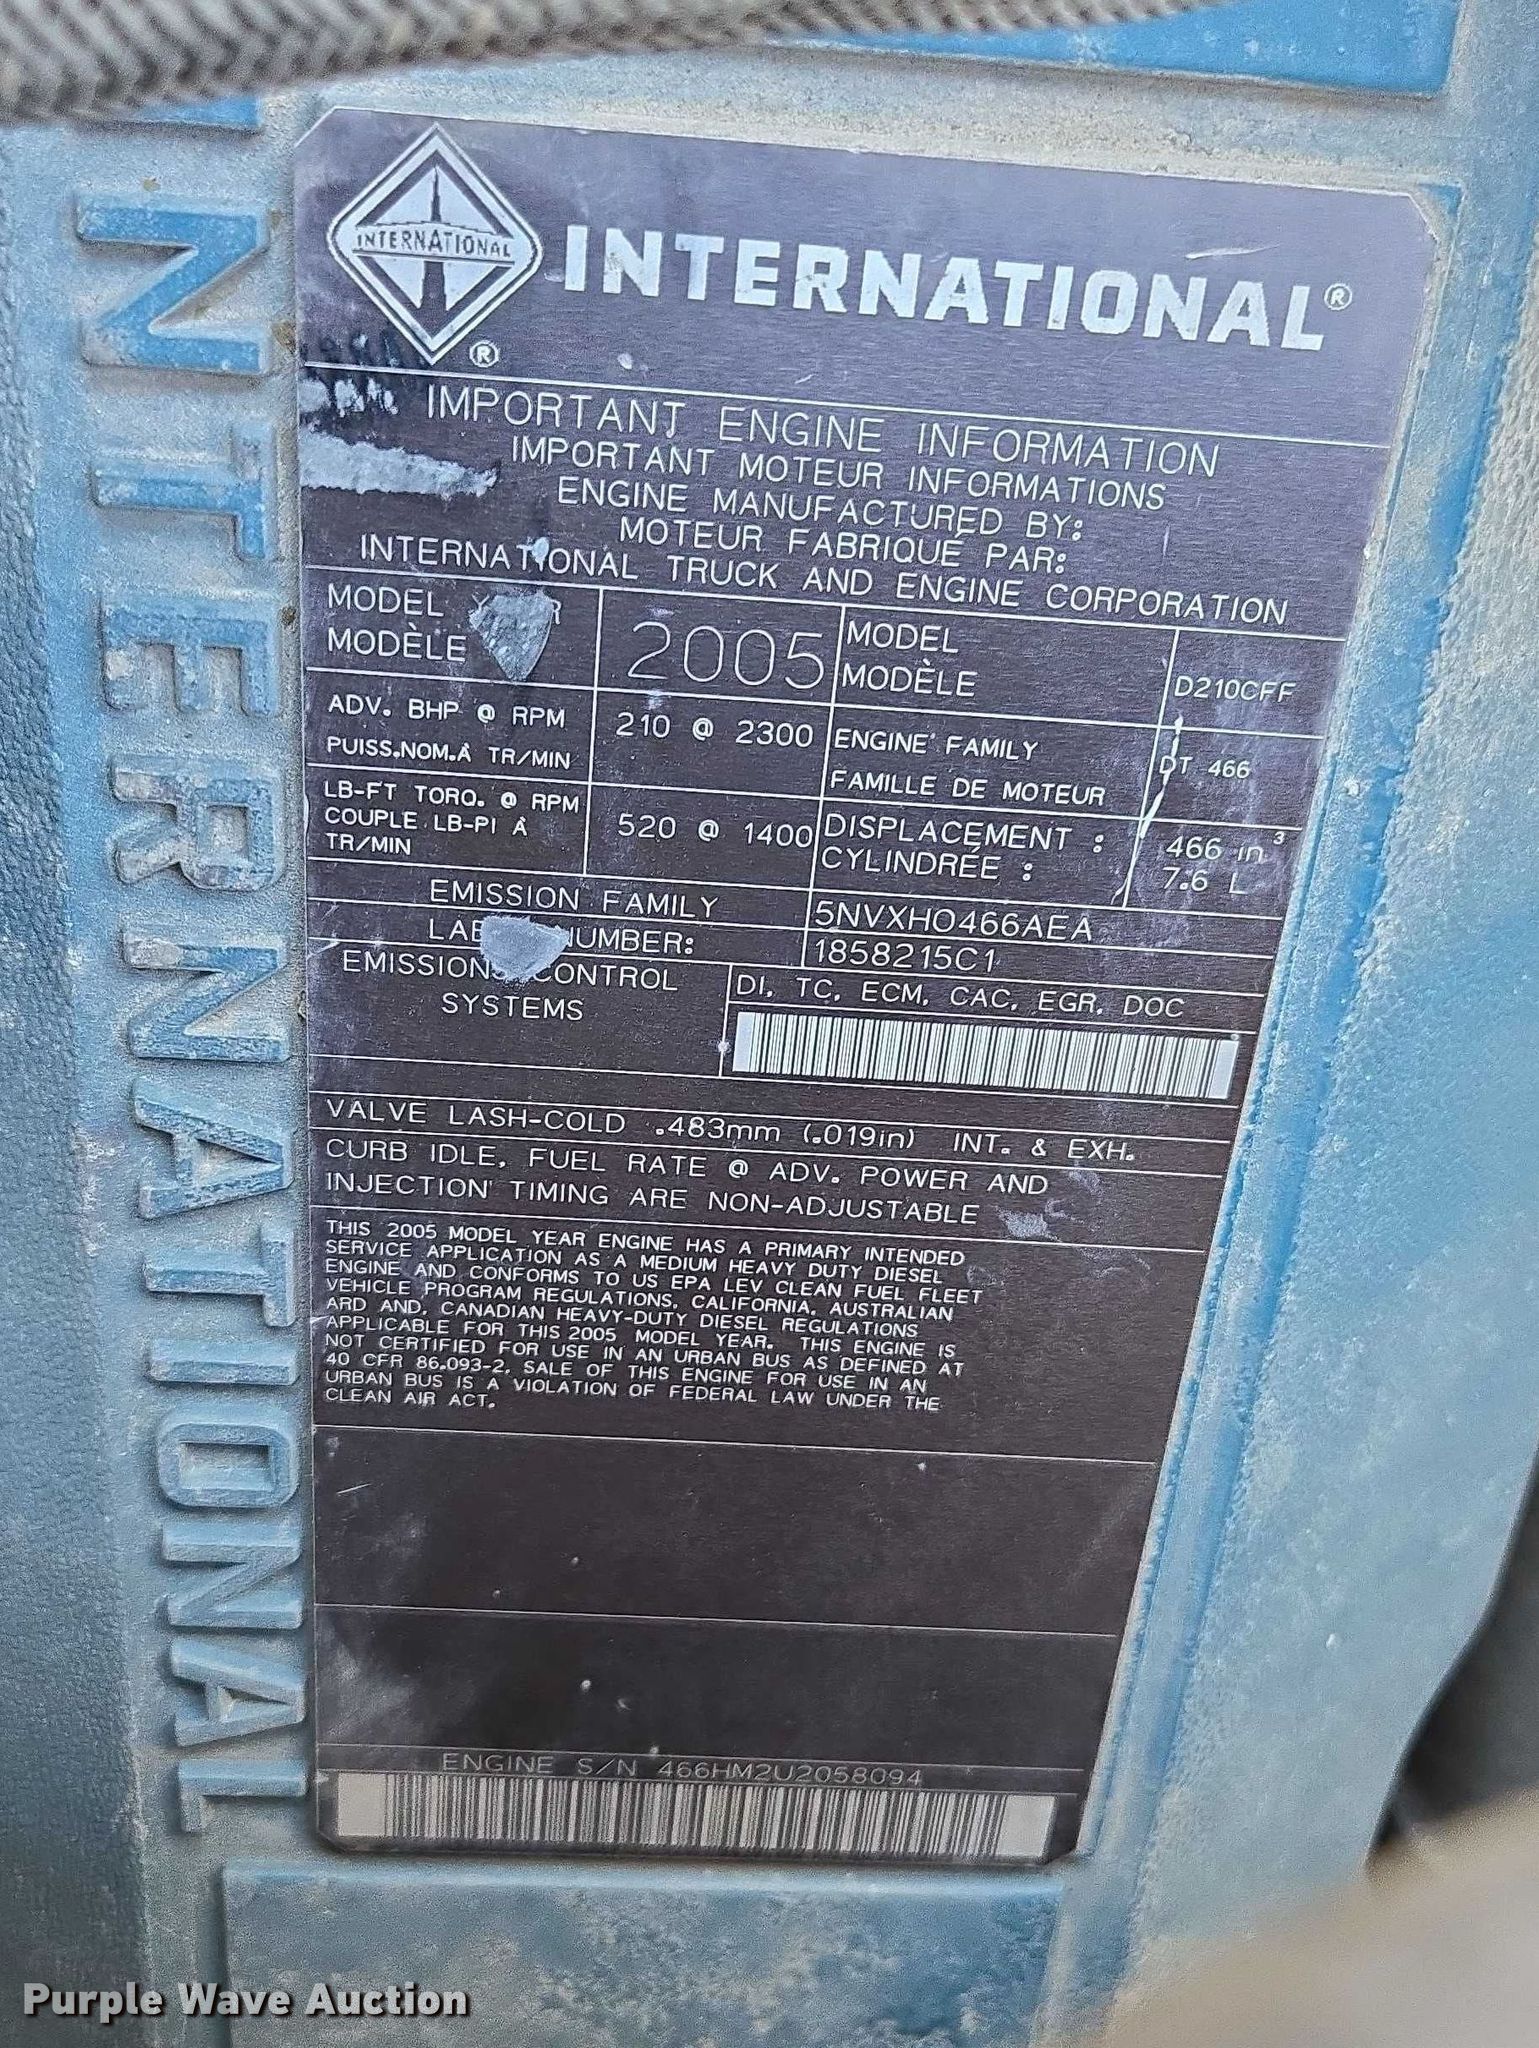 INTERNATIONAL
INTERNATIONAL®
®
IMPORTANT ENGINE INFORMATION
IMPORTANT MOTEUR INFORMATIONS
ENGINE MANUFACTURED BY:
MOTEUR FABRIQUÉ PAR:
INTERNATIONAL TRUCK AND ENGINE CORPORATION
MODEL
MODÈLE
2005
MODEL
MODÈLE
D210CFF
ADV. BHP @ RPM
PUISS.NOM.À TR/MIN
210 @ 2300
ENGINE FAMILY
FAMILLE DE MOTEUR
DT 466
LB-FT TORQ. @ RPM
COUPLE LB-PI À
TR/MIN
520 @ 1400
DISPLACEMENT :
CYLINDRÉE :
466 in³
7.6 L
EMISSION FAMILY
5NVXH0466AEA
NUMBER:
1858215C1
EMISSIONS CONTROL
SYSTEMS
DI, TC, ECM, CAC, EGR, DOC
VALVE LASH-COLD .483mm (.019in) INT. & EXH.
CURB IDLE, FUEL RATE @ ADV. POWER AND
INJECTION TIMING ARE NON-ADJUSTABLE
THIS 2005 MODEL YEAR ENGINE HAS A PRIMARY INTENDED
SERVICE APPLICATION AS A MEDIUM HEAVY DUTY DIESEL
ENGINE AND CONFORMS TO US EPA LEV CLEAN FUEL FLEET
VEHICLE PROGRAM REGULATIONS, CALIFORNIA, AUSTRALIAN
ARD AND, CANADIAN HEAVY-DUTY DIESEL REGULATIONS
APPLICABLE FOR THIS 2005 MODEL YEAR. THIS ENGINE IS
NOT CERTIFIED FOR USE IN AN URBAN BUS AS DEFINED AT
40 CFR 86.093-2, SALE OF THIS ENGINE FOR USE IN AN
URBAN BUS IS A VIOLATION OF FEDERAL LAW UNDER THE
CLEAN AIR ACT.
ENGINE S/N 466HM2U2058094
INTERNATIONAL
Purple Wave Auction